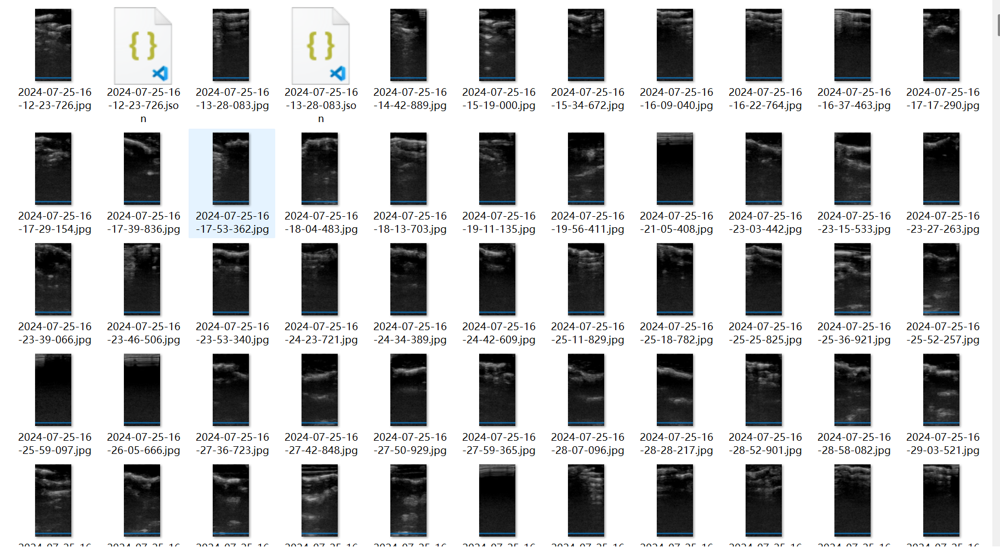 2024-07-25-16
-12-23-726.jpg
2024-07-25-16
-12-23-726.jso
n
2024-07-25-16
-13-28-083.jpg
2024-07-25-16
-13-28-083.jso
n
2024-07-25-16
-14-42-889.jpg
2024-07-25-16
-15-19-000.jpg
2024-07-25-16
-15-34-672.jpg
2024-07-25-16
-16-09-040.jpg
2024-07-25-16
-16-22-764.jpg
2024-07-25-16
-16-37-463.jpg
2024-07-25-16
-17-17-290.jpg
2024-07-25-16
-17-29-154.jpg
2024-07-25-16
-17-39-836.jpg
2024-07-25-16
-17-53-362.jpg
2024-07-25-16
-18-04-483.jpg
2024-07-25-16
-18-13-703.jpg
2024-07-25-16
-19-11-135.jpg
2024-07-25-16
-19-56-411.jpg
2024-07-25-16
-21-05-408.jpg
2024-07-25-16
-23-03-442.jpg
2024-07-25-16
-23-15-533.jpg
2024-07-25-16
-23-27-263.jpg
2024-07-25-16
-23-39-066.jpg
2024-07-25-16
-23-46-506.jpg
2024-07-25-16
-23-53-340.jpg
2024-07-25-16
-24-23-721.jpg
2024-07-25-16
-24-34-389.jpg
2024-07-25-16
-24-42-609.jpg
2024-07-25-16
-25-11-829.jpg
2024-07-25-16
-25-18-782.jpg
2024-07-25-16
-25-25-825.jpg
2024-07-25-16
-25-36-921.jpg
2024-07-25-16
-25-52-257.jpg
2024-07-25-16
-25-59-097.jpg
2024-07-25-16
-26-05-666.jpg
2024-07-25-16
-27-36-723.jpg
2024-07-25-16
-27-42-848.jpg
2024-07-25-16
-27-50-929.jpg
2024-07-25-16
-27-59-365.jpg
2024-07-25-16
-28-07-096.jpg
2024-07-25-16
-28-28-217.jpg
2024-07-25-16
-28-52-901.jpg
2024-07-25-16
-28-58-082.jpg
2024-07-25-16
-29-03-521.jpg